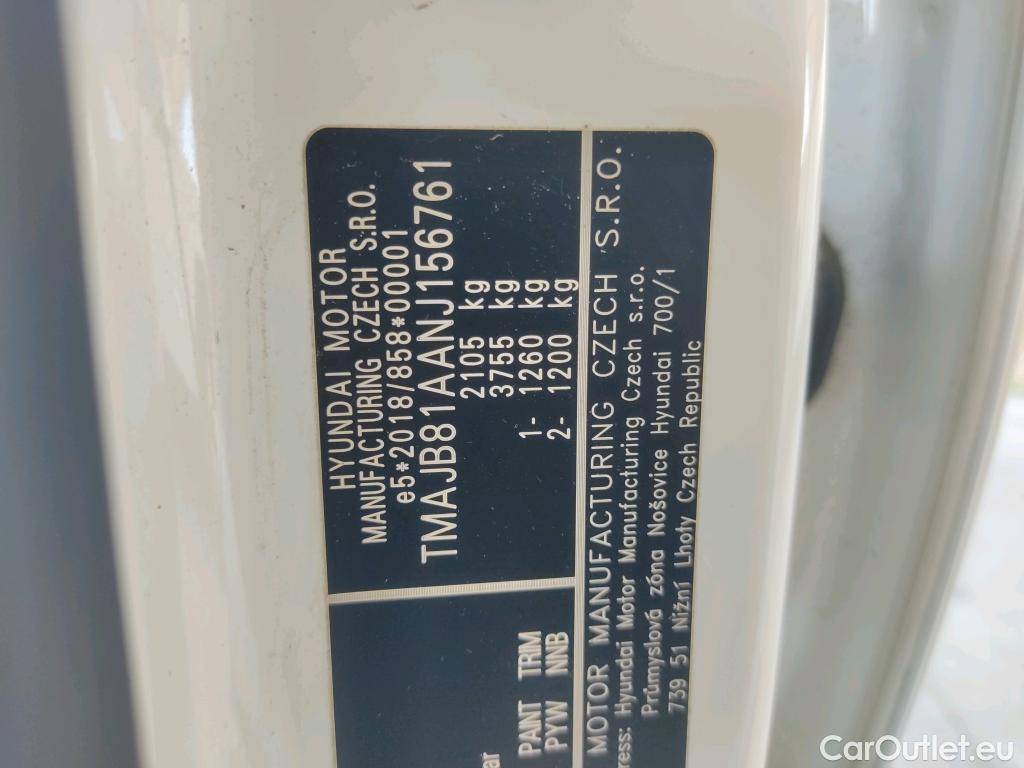 HYUNDAI MOTOR
MANUFACTURING CZECH S.R.O.
e5*2018/858*00001
TMAJB81AANJ156761
2105 kg
3755 kg
1- 1260 kg
2- 1200 kg
PAINT TRIM
PYW NNB
MOTOR MANUFACTURING CZECH S.R.O.
Hyundai Motor Manufacturing Czech s.r.o.
Průmyslová zóna Nošovice Hyundai 700/1
739 51 Nižní Lhoty Czech Republic
CarOutlet.eu